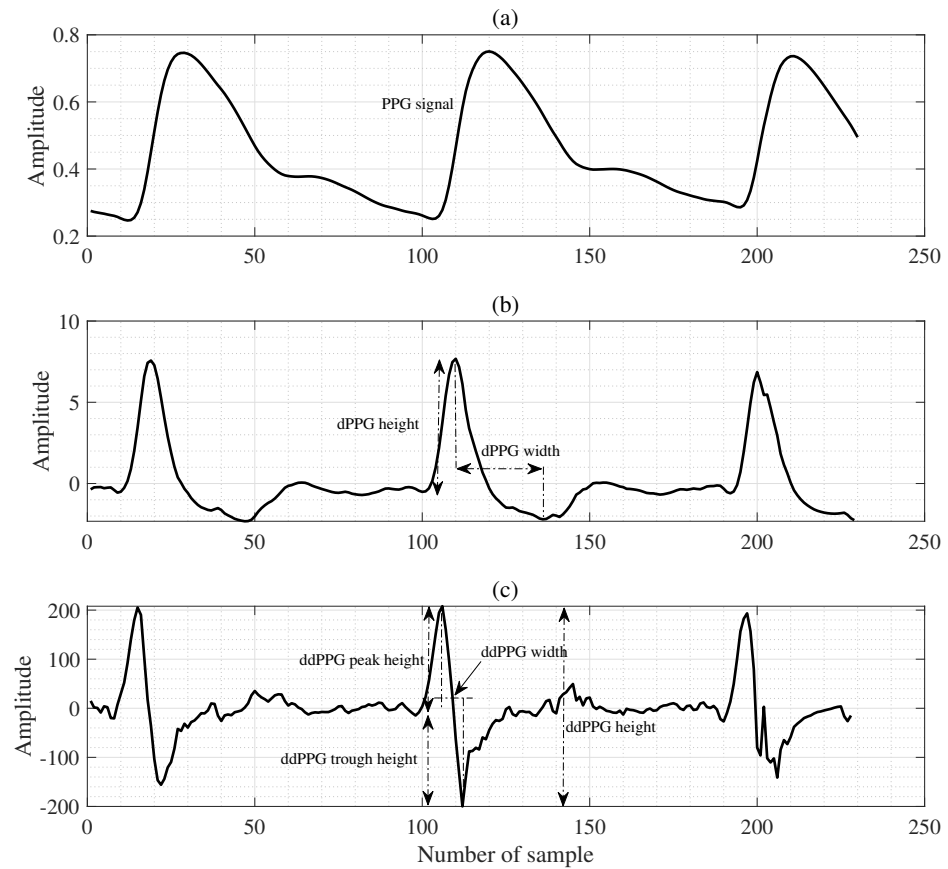 (a)
0.8
0.6
0.4
0.2
Amplitude
PPG signal
0 50 100 150 200 250
(b)
10
5
0
Amplitude
dPPG height
dPPG width
0 50 100 150 200 250
(c)
200
100
0
-100
-200
Amplitude
ddPPG peak height
ddPPG width
ddPPG height
ddPPG trough height
0 50 100 150 200 250
Number of sample